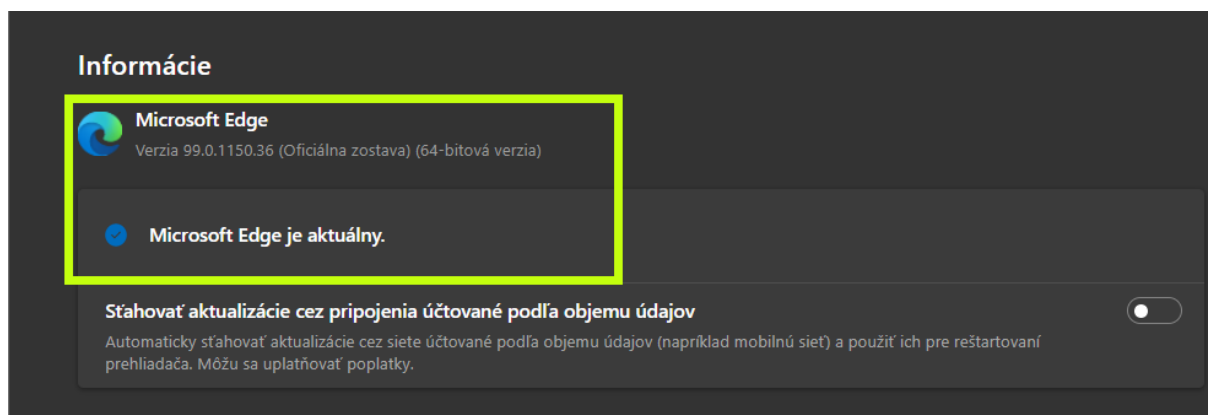 Informácie
Microsoft Edge
Verzia 99.0.1150.36 (Oficiálna zostava) (64-bitová verzia)
Microsoft Edge je aktuálny.
Sťahovať aktualizácie cez pripojenia účtované podľa objemu údajov
Automaticky sťahovať aktualizácie cez siete účtované podľa objemu údajov (napríklad mobilnú sieť) a použiť ich pre reštartovaní
prehliadača. Môžu sa uplatňovať poplatky.